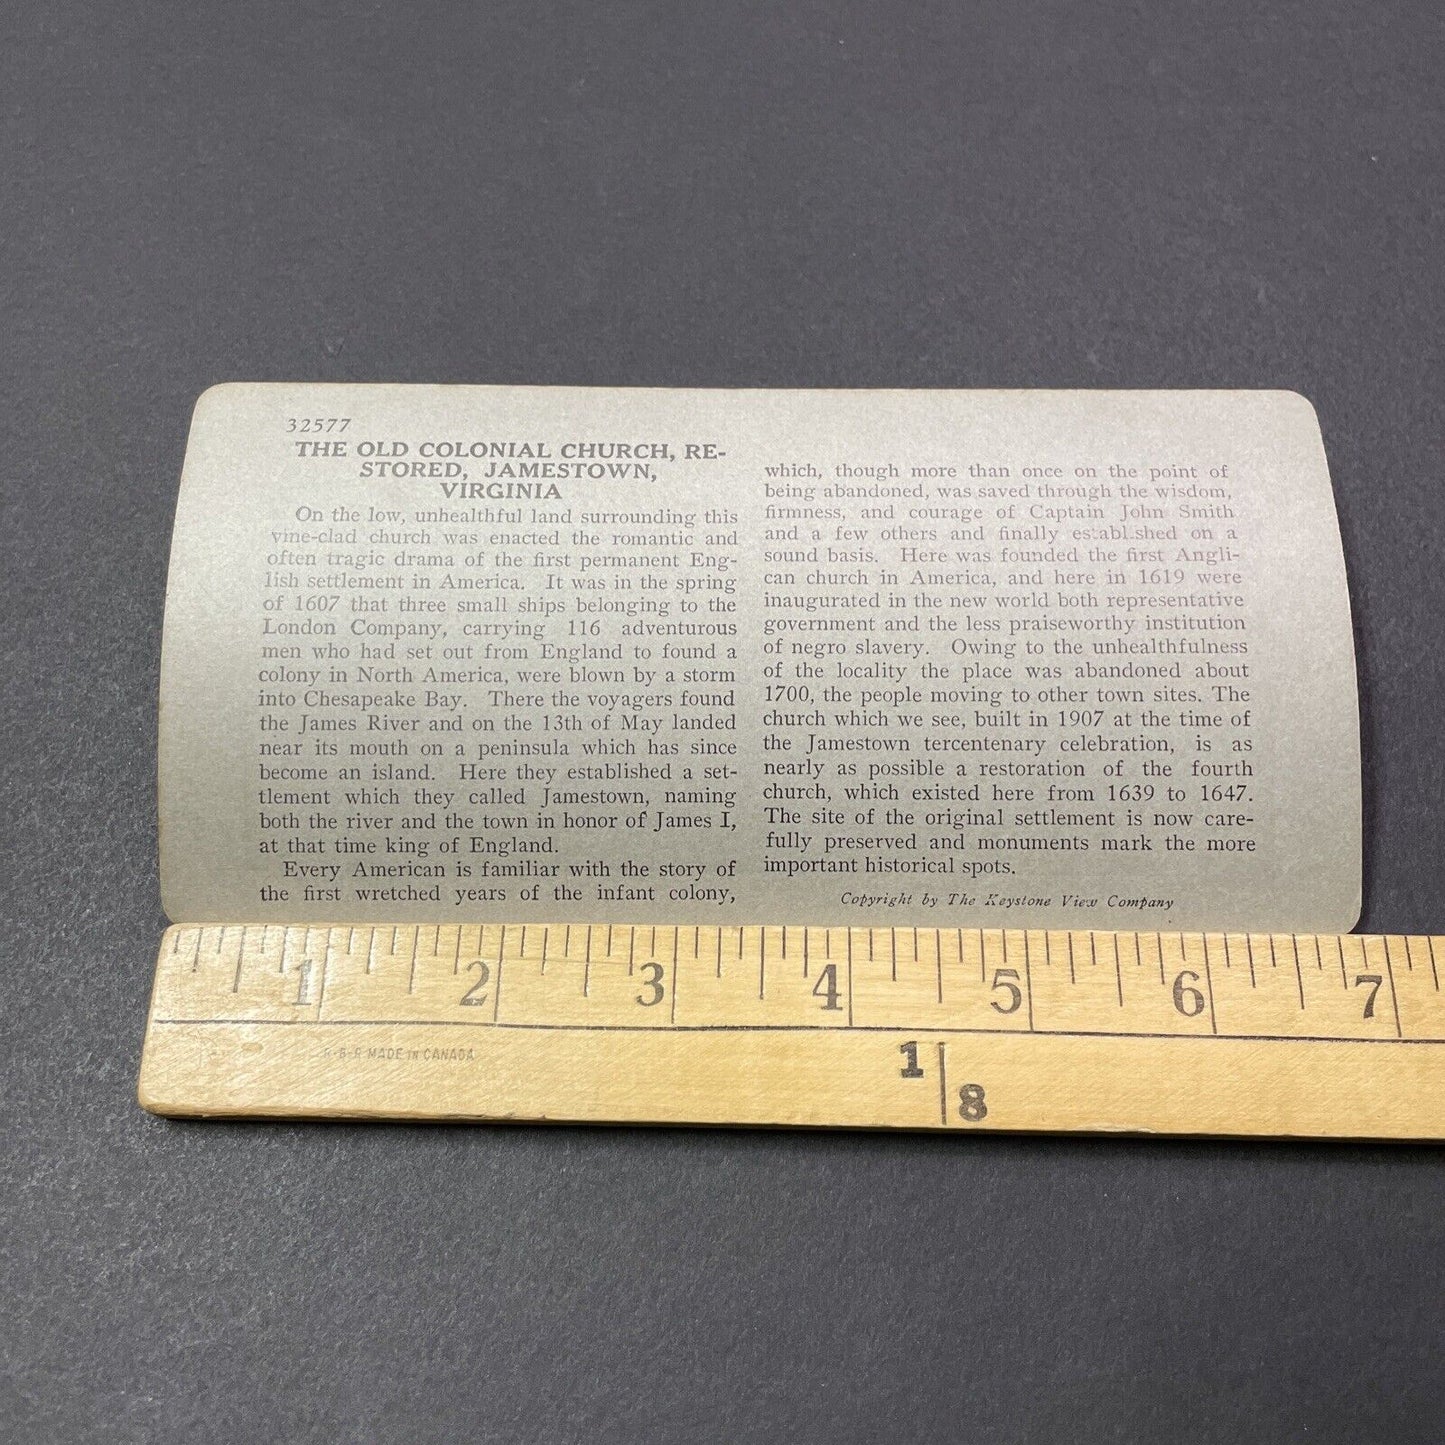 32577
THE OLD COLONIAL CHURCH, RE-
STORED, JAMESTOWN,
VIRGINIA
On the low, unhealthful land surrounding this
vine-clad church was enacted the romantic and
often tragic drama of the first permanent Eng-
lish settlement in America. It was in the spring
of 1607 that three small ships belonging to the
London Company, carrying 116 adventurous
men who had set out from England to found a
colony in North America, were blown by a storm
into Chesapeake Bay. There the voyagers found
the James River and on the 13th of May landed
near its mouth on a peninsula which has since
become an island. Here they established a set-
tlement which they called Jamestown, naming
both the river and the town in honor of James I,
at that time king of England.
Every American is familiar with the story of
the first wretched years of the infant colony,
which, though more than once on the point of
being abandoned, was saved through the wisdom,
firmness, and courage of Captain John Smith
and a few others and finally established on a
sound basis. Here was founded the first Angli-
can church in America, and here in 1619 were
inaugurated in the new world both representative
government and the less praiseworthy institution
of negro slavery. Owing to the unhealthfulness
of the locality the place was abandoned about
1700, the people moving to other town sites. The
church which we see, built in 1907 at the time of
the Jamestown tercentenary celebration, is as
nearly as possible a restoration of the fourth
church, which existed here from 1639 to 1647.
The site of the original settlement is now care-
fully preserved and monuments mark the more
important historical spots.
Copyright by The Keystone View Company
1 2 3 4 5 6 7
R-B-R MADE IN CANADA
1 8